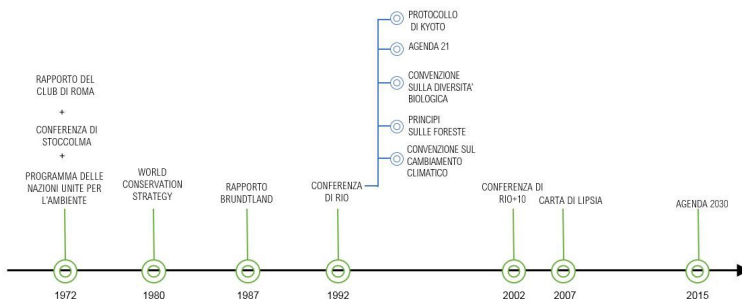 RAPPORTO DEL
CLUB DI ROMA
+
CONFERENZA DI
STOCCOLMA
+
PROGRAMMA DELLE
NAZIONI UNITE PER
L'AMBIENTE
WORLD
CONSERVATION
STRATEGY
RAPPORTO
BRUNDTLAND
CONFERENZA
DI RIO
PROTOCOLLO
DI KYOTO
AGENDA 21
CONVENZIONE
SULLA DIVERSITA'
BIOLOGICA
PRINCIPI
SULLE FORESTE
CONVENZIONE SUL
CAMBIAMENTO
CLIMATICO
CONFERENZA DI
RIO+10
CARTA DI LIPSIA
AGENDA 2030
1972
1980
1987
1992
2002
2007
2015